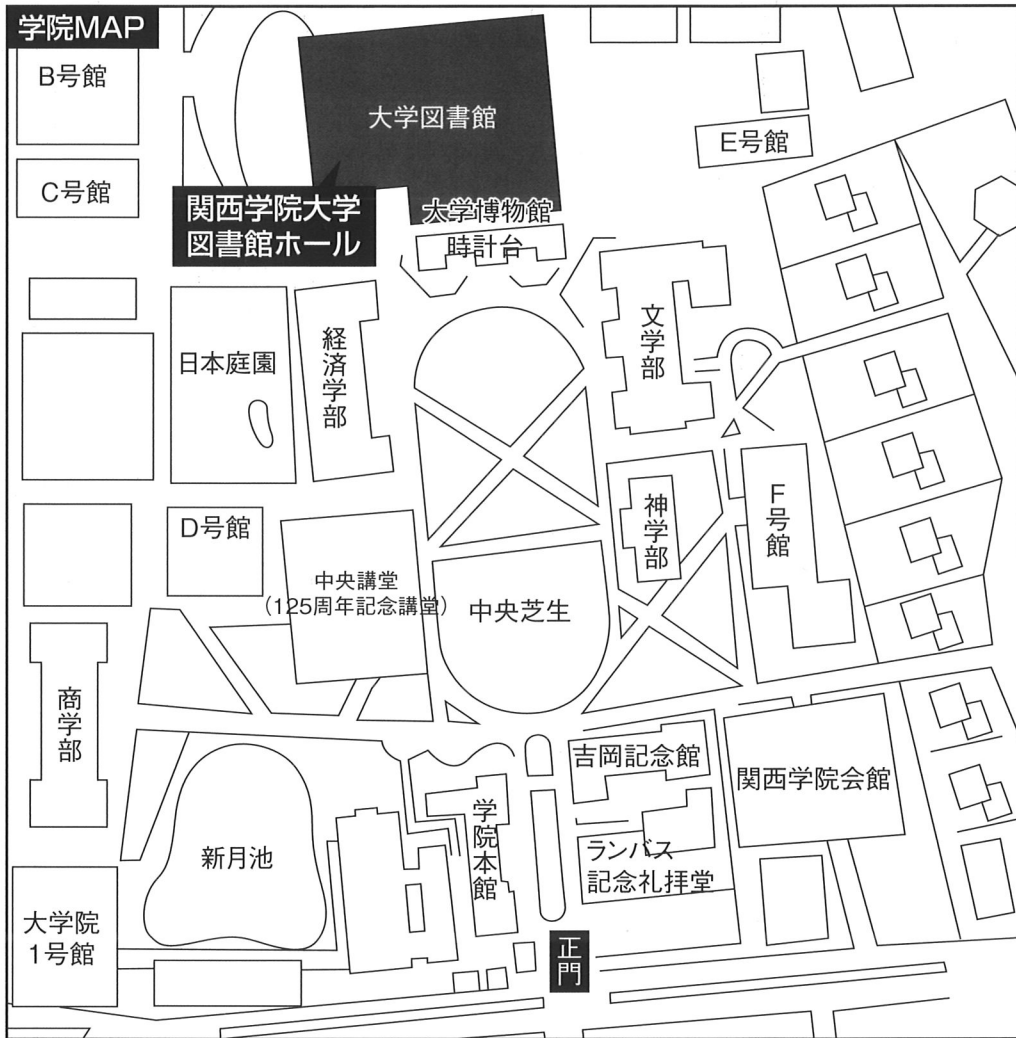 学院MAP
B号館
大学図書館
E号館
C号館
関西学院大学
図書館ホール
大学博物館
時計台
文学部
経済学部
日本庭園
神学部
F号館
D号館
中央講堂
(125周年記念講堂)
中央芝生
商学部
吉岡記念館
関西学院会館
学院本館
新月池
ランバス
記念礼拝堂
大学院
1号館
正門